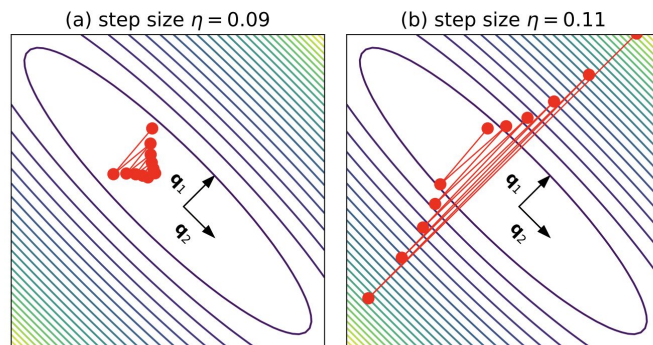 (a) step size η = 0.09
(b) step size η = 0.11
q₁
q₂
q₁
q₂